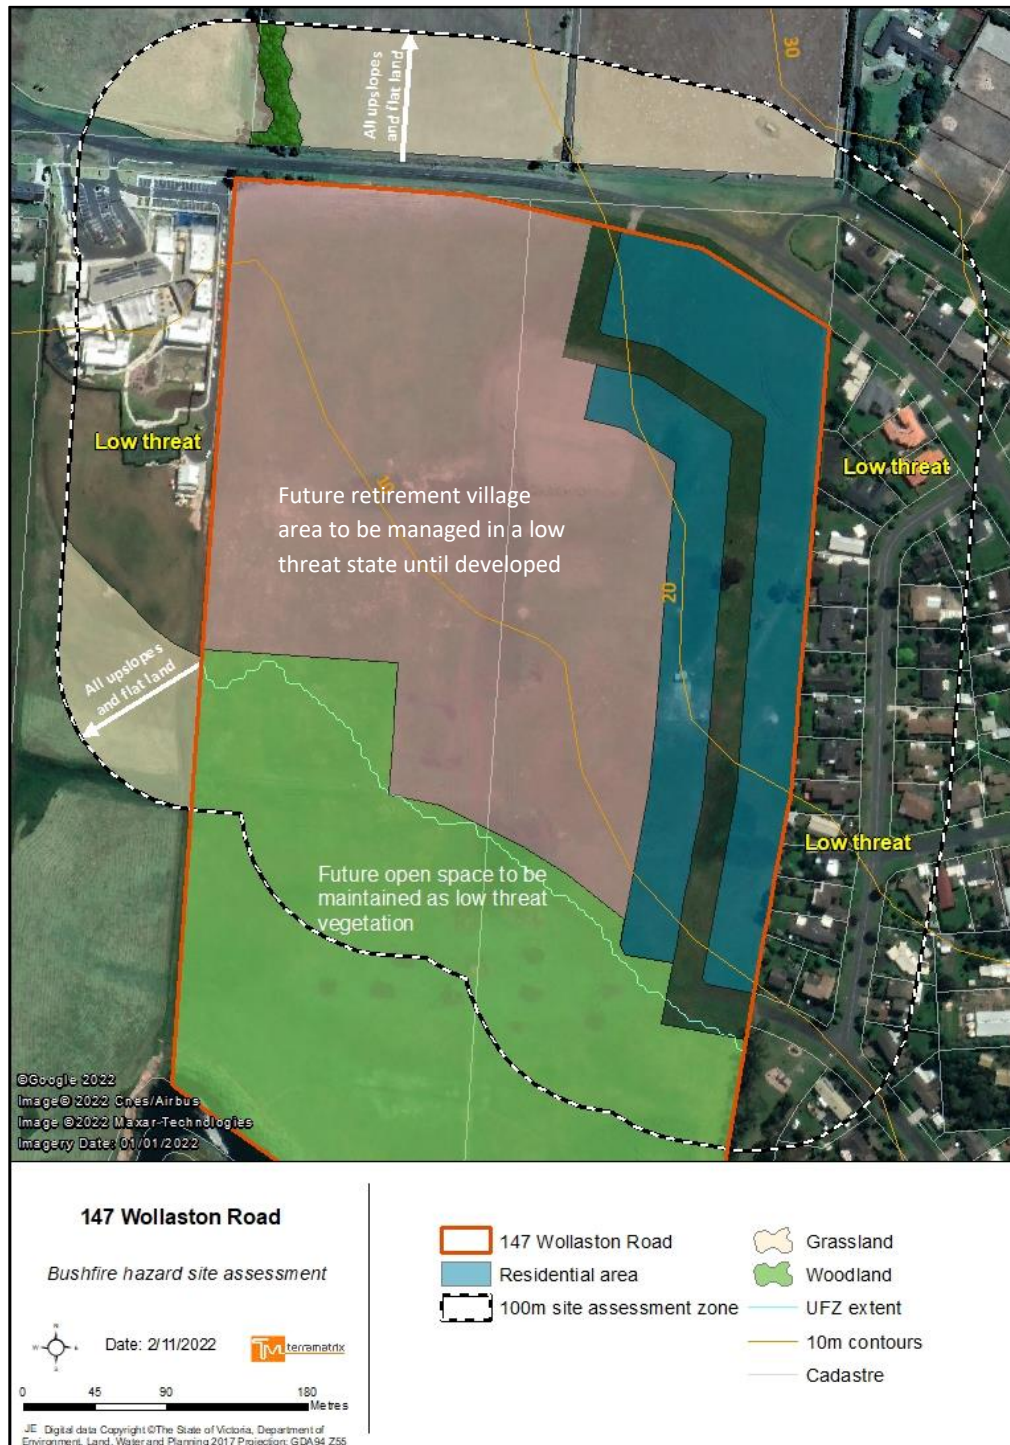 30
All upslopes
and flat land
Low threat
Low threat
Future retirement village
area to be managed in a low
threat state until developed
10
20
All upslopes
and flat land
Low threat
Future open space to be
maintained as low threat
vegetation
©Google 2022
Image© 2022 Cnes/Airbus
Image ©2022 Maxar-Technologies
Imagery Date: 01/01/2022
147 Wollaston Road
Bushfire hazard site assessment
N
W
E
S
Date: 2/11/2022
TM terramatrix
0 45 90 180
Metres
JE Digital data Copyright ©The State of Victoria, Department of
Environment, Land, Water and Planning 2017 Projection: GDA94 Z55
147 Wollaston Road
Residential area
100m site assessment zone
Grassland
Woodland
UFZ extent
10m contours
Cadastre